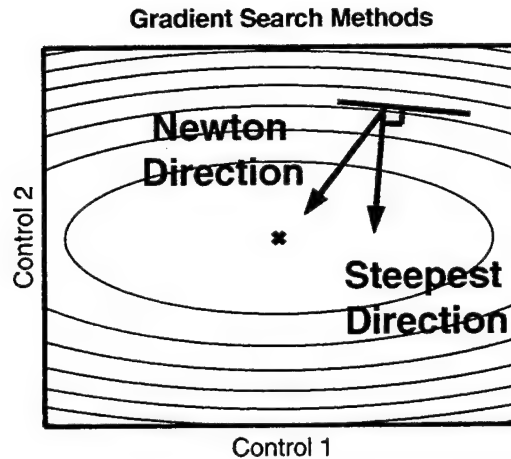 Gradient Search Methods
Newton
Direction
Steepest
Direction
Control 2
Control 1